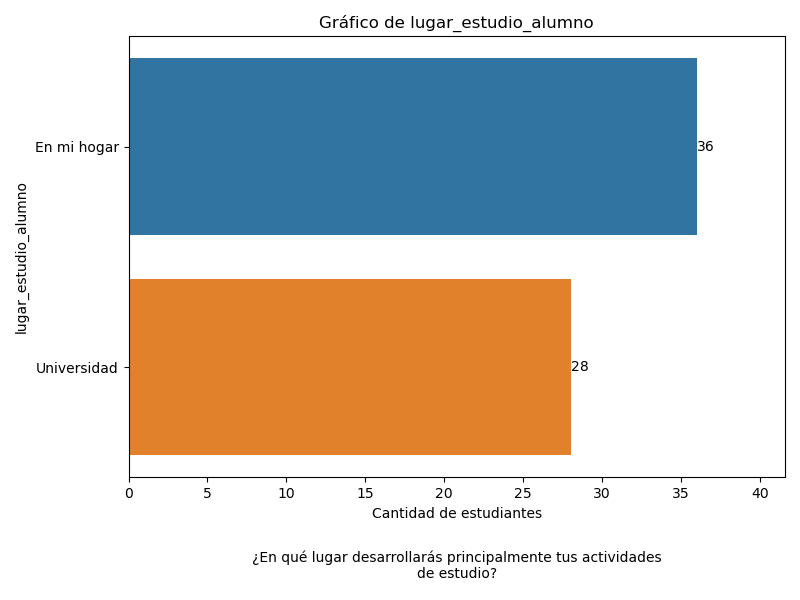 Gráfico de lugar_estudio_alumno
En mi hogar
36
lugar_estudio_alumno
Universidad
28
0 5 10 15 20 25 30 35 40
Cantidad de estudiantes
¿En qué lugar desarrollarás principalmente tus actividades
de estudio?